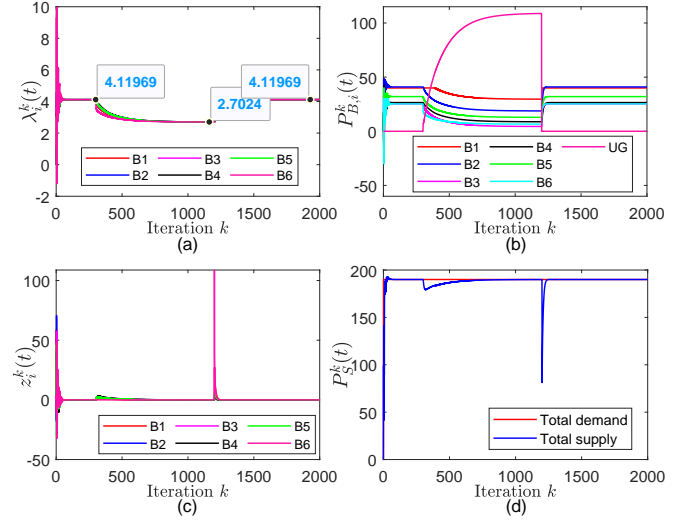 10
8
6
4
2
0
-2
λ_i^k(t)
4.11969
4.11969
2.7024
B1 B3 B5
B2 B4 B6
0 500 1000 1500 2000
Iteration k
(a)
100
50
0
-50
P_{B,i}^k(t)
B1 B4 UG
B2 B5
B3 B6
0 500 1000 1500 2000
Iteration k
(b)
100
50
0
-50
z_i^k(t)
B1 B3 B5
B2 B4 B6
0 500 1000 1500 2000
Iteration k
(c)
200
150
100
50
0
P_S^k(t)
Total demand
Total supply
0 500 1000 1500 2000
Iteration k
(d)